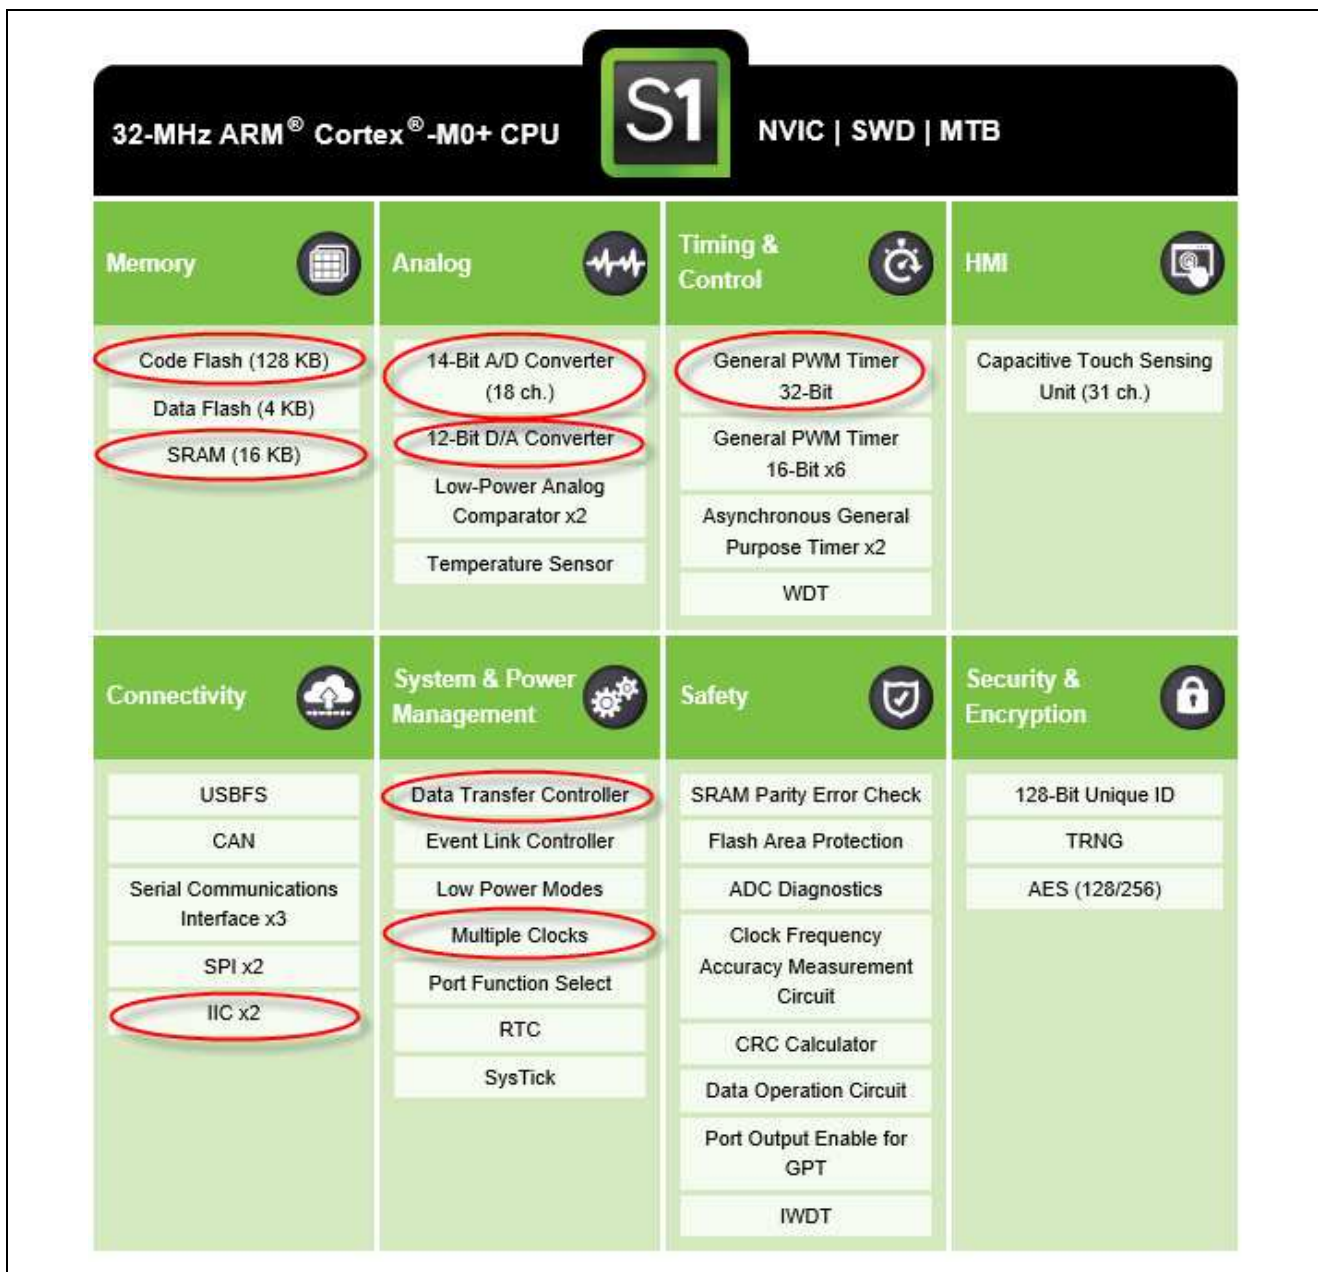 32-MHz ARM® Cortex®-M0+ CPU
S1
NVIC | SWD | MTB
Memory
Code Flash (128 KB)
Data Flash (4 KB)
SRAM (16 KB)
Analog
14-Bit A/D Converter
(18 ch.)
12-Bit D/A Converter
Low-Power Analog
Comparator x2
Temperature Sensor
Timing &
Control
General PWM Timer
32-Bit
General PWM Timer
16-Bit x6
Asynchronous General
Purpose Timer x2
WDT
HMI
Capacitive Touch Sensing
Unit (31 ch.)
Connectivity
USBFS
CAN
Serial Communications
Interface x3
SPI x2
IIC x2
System & Power
Management
Data Transfer Controller
Event Link Controller
Low Power Modes
Multiple Clocks
Port Function Select
RTC
SysTick
Safety
SRAM Parity Error Check
Flash Area Protection
ADC Diagnostics
Clock Frequency
Accuracy Measurement
Circuit
CRC Calculator
Data Operation Circuit
Port Output Enable for
GPT
IWDT
Security &
Encryption
128-Bit Unique ID
TRNG
AES (128/256)